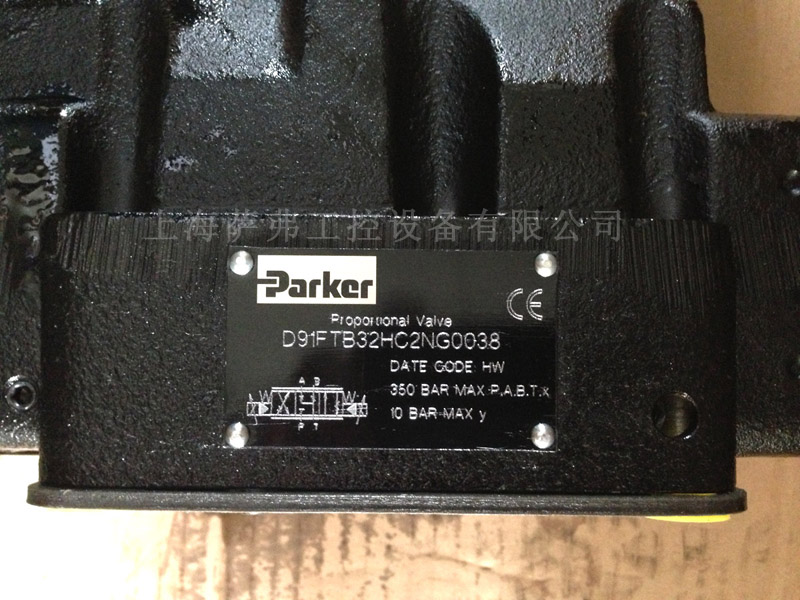 上海萨弗工控设备有限公司
Parker
CE
Proportional Valve
D91FTB32HC2NG0038
DATE CODE HW
350 BAR MAX P.A.B.T.x
10 BAR MAX y
A B
P T